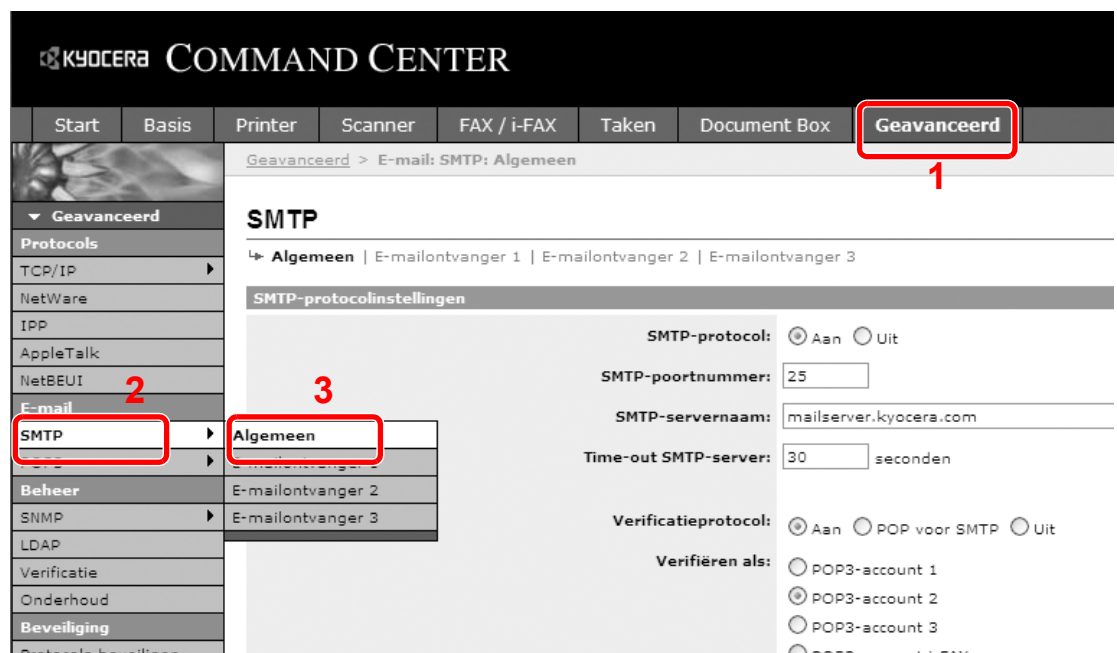 KYOCERA COMMAND CENTER
Start Basis Printer Scanner FAX / i-FAX Taken Document Box Geavanceerd
1
Geavanceerd > E-mail: SMTP: Algemeen
Geavanceerd
Protocols
TCP/IP
NetWare
IPP
AppleTalk
NetBEUI
2
E-mail
SMTP
Beheer
SNMP
LDAP
Verificatie
Onderhoud
Beveiliging
3
Algemeen
E-mailontvanger 2
E-mailontvanger 3
SMTP
Algemeen | E-mailontvanger 1 | E-mailontvanger 2 | E-mailontvanger 3
SMTP-protocolinstellingen
SMTP-protocol: Aan Uit
SMTP-poortnummer: 25
SMTP-servernaam: mailserver.kyocera.com
Time-out SMTP-server: 30 seconden
Verificatieprotocol: Aan POP voor SMTP Uit
Verifiëren als: POP3-account 1
POP3-account 2
POP3-account 3